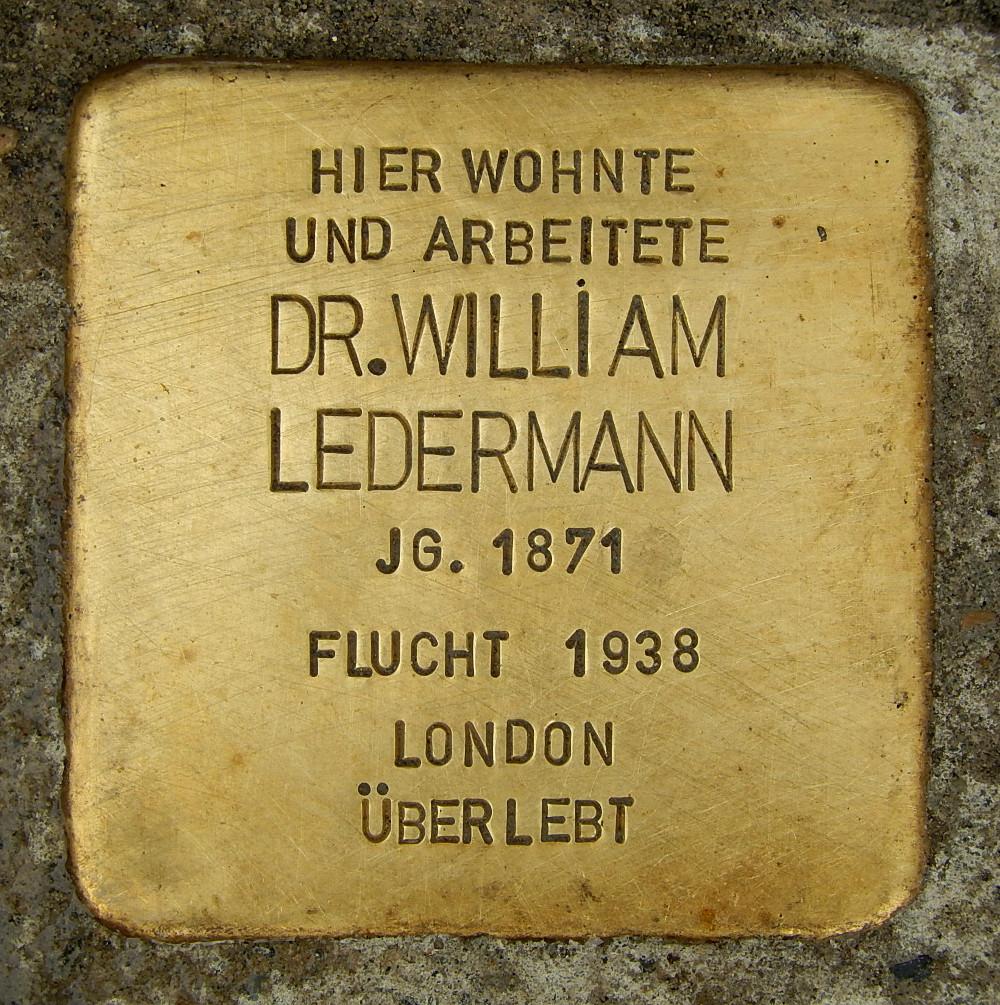 HIER WOHNTE
UND ARBEITETE
DR. WILLiAM
LEDERMANN
JG. 1871
FLUCHT 1938
LONDON
ÜBERLEBT